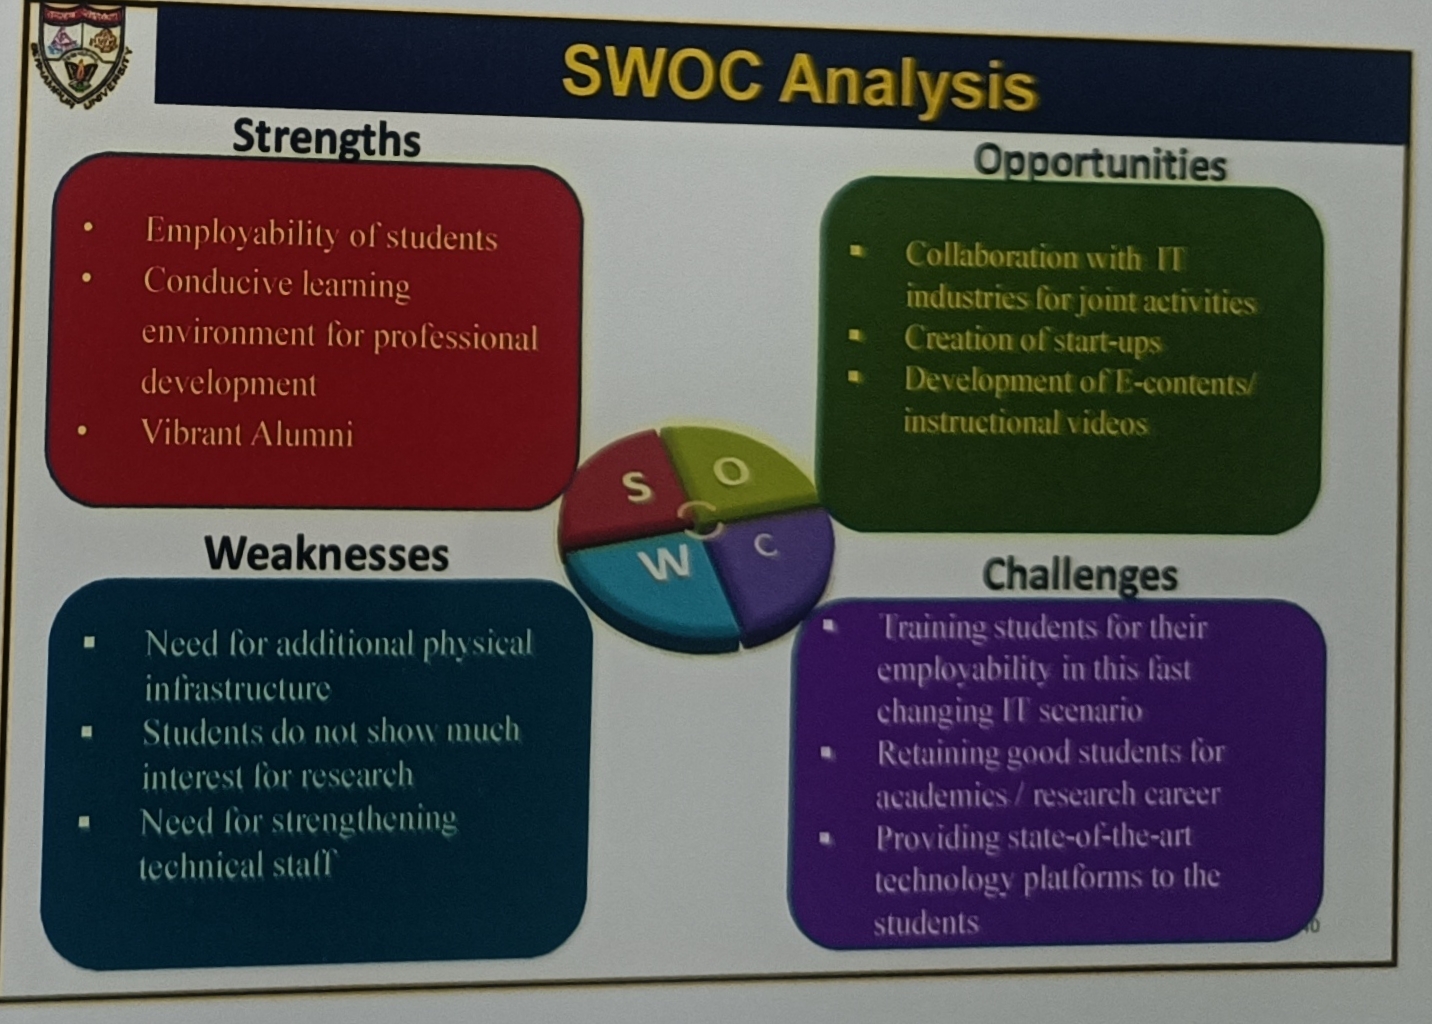 SWOC Analysis
Strengths
• Employability of students
• Conducive learning
environment for professional
development
• Vibrant Alumni
Opportunities
▪ Collaboration with IT
industries for joint activities
▪ Creation of start-ups
▪ Development of E-contents/
instructional videos
S
O
W
C
Weaknesses
▪ Need for additional physical
infrastructure
▪ Students do not show much
interest for research
▪ Need for strengthening
technical staff
Challenges
▪ Training students for their
employability in this fast
changing IT scenario
▪ Retaining good students for
academics / research career
▪ Providing state-of-the-art
technology platforms to the
students
UNIVERSITY